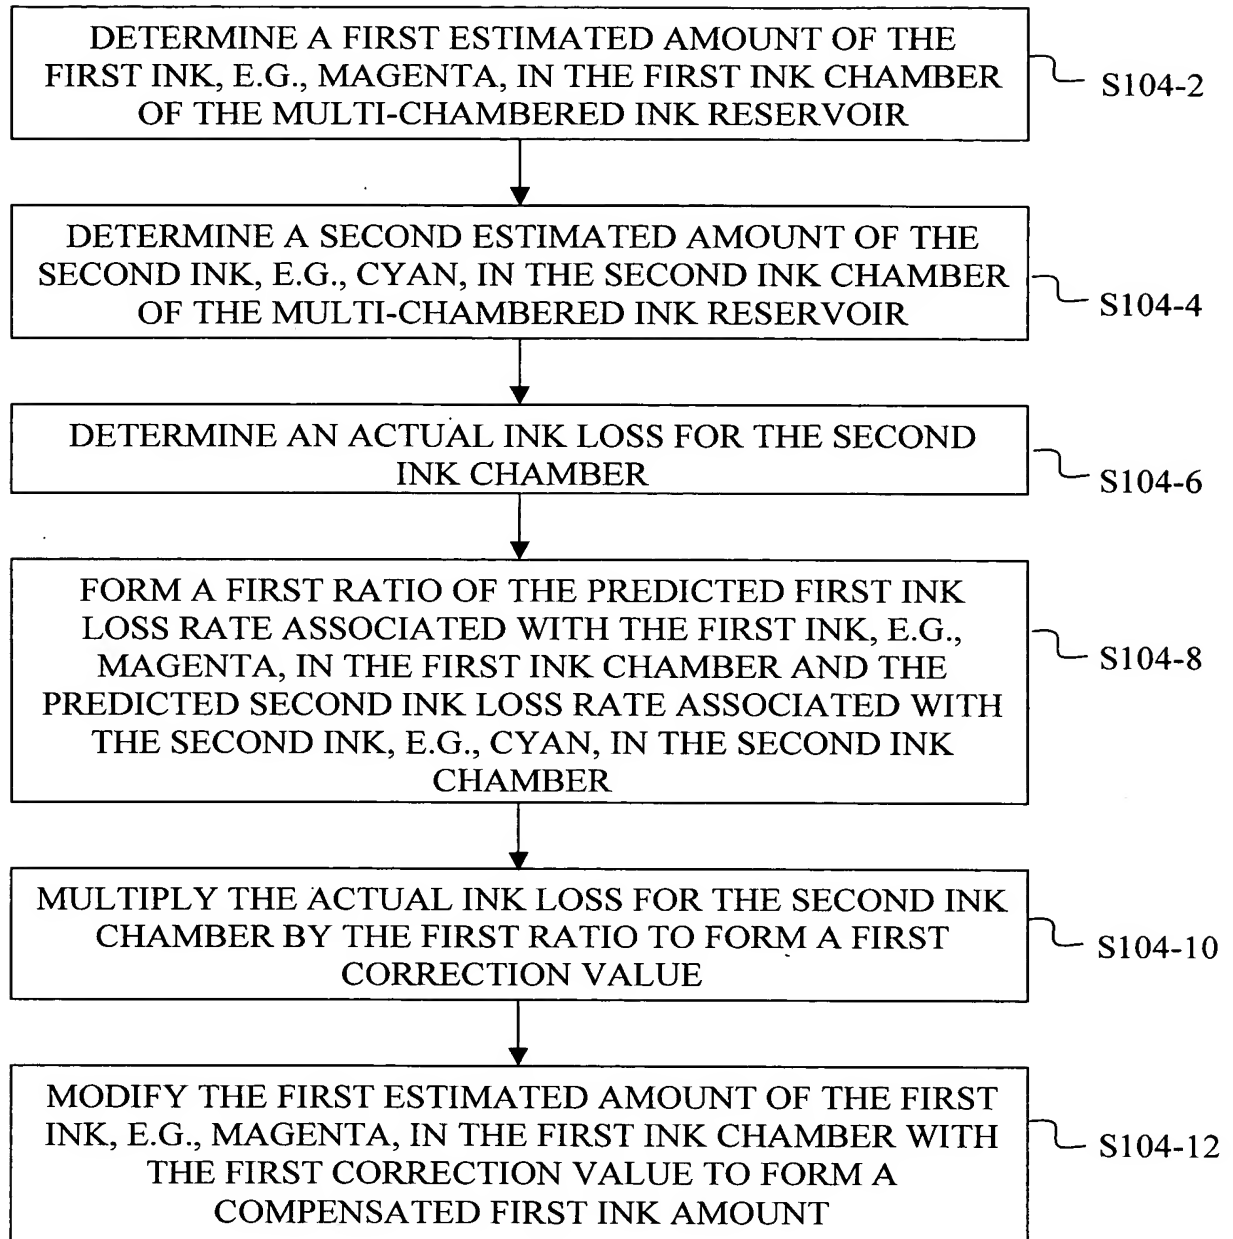 DETERMINE A FIRST ESTIMATED AMOUNT OF THE
FIRST INK, E.G., MAGENTA, IN THE FIRST INK CHAMBER
OF THE MULTI-CHAMBERED INK RESERVOIR
S104-2
DETERMINE A SECOND ESTIMATED AMOUNT OF THE
SECOND INK, E.G., CYAN, IN THE SECOND INK CHAMBER
OF THE MULTI-CHAMBERED INK RESERVOIR
S104-4
DETERMINE AN ACTUAL INK LOSS FOR THE SECOND
INK CHAMBER
S104-6
FORM A FIRST RATIO OF THE PREDICTED FIRST INK
LOSS RATE ASSOCIATED WITH THE FIRST INK, E.G.,
MAGENTA, IN THE FIRST INK CHAMBER AND THE
PREDICTED SECOND INK LOSS RATE ASSOCIATED WITH
THE SECOND INK, E.G., CYAN, IN THE SECOND INK
CHAMBER
S104-8
MULTIPLY THE ACTUAL INK LOSS FOR THE SECOND INK
CHAMBER BY THE FIRST RATIO TO FORM A FIRST
CORRECTION VALUE
S104-10
MODIFY THE FIRST ESTIMATED AMOUNT OF THE FIRST
INK, E.G., MAGENTA, IN THE FIRST INK CHAMBER WITH
THE FIRST CORRECTION VALUE TO FORM A
COMPENSATED FIRST INK AMOUNT
S104-12